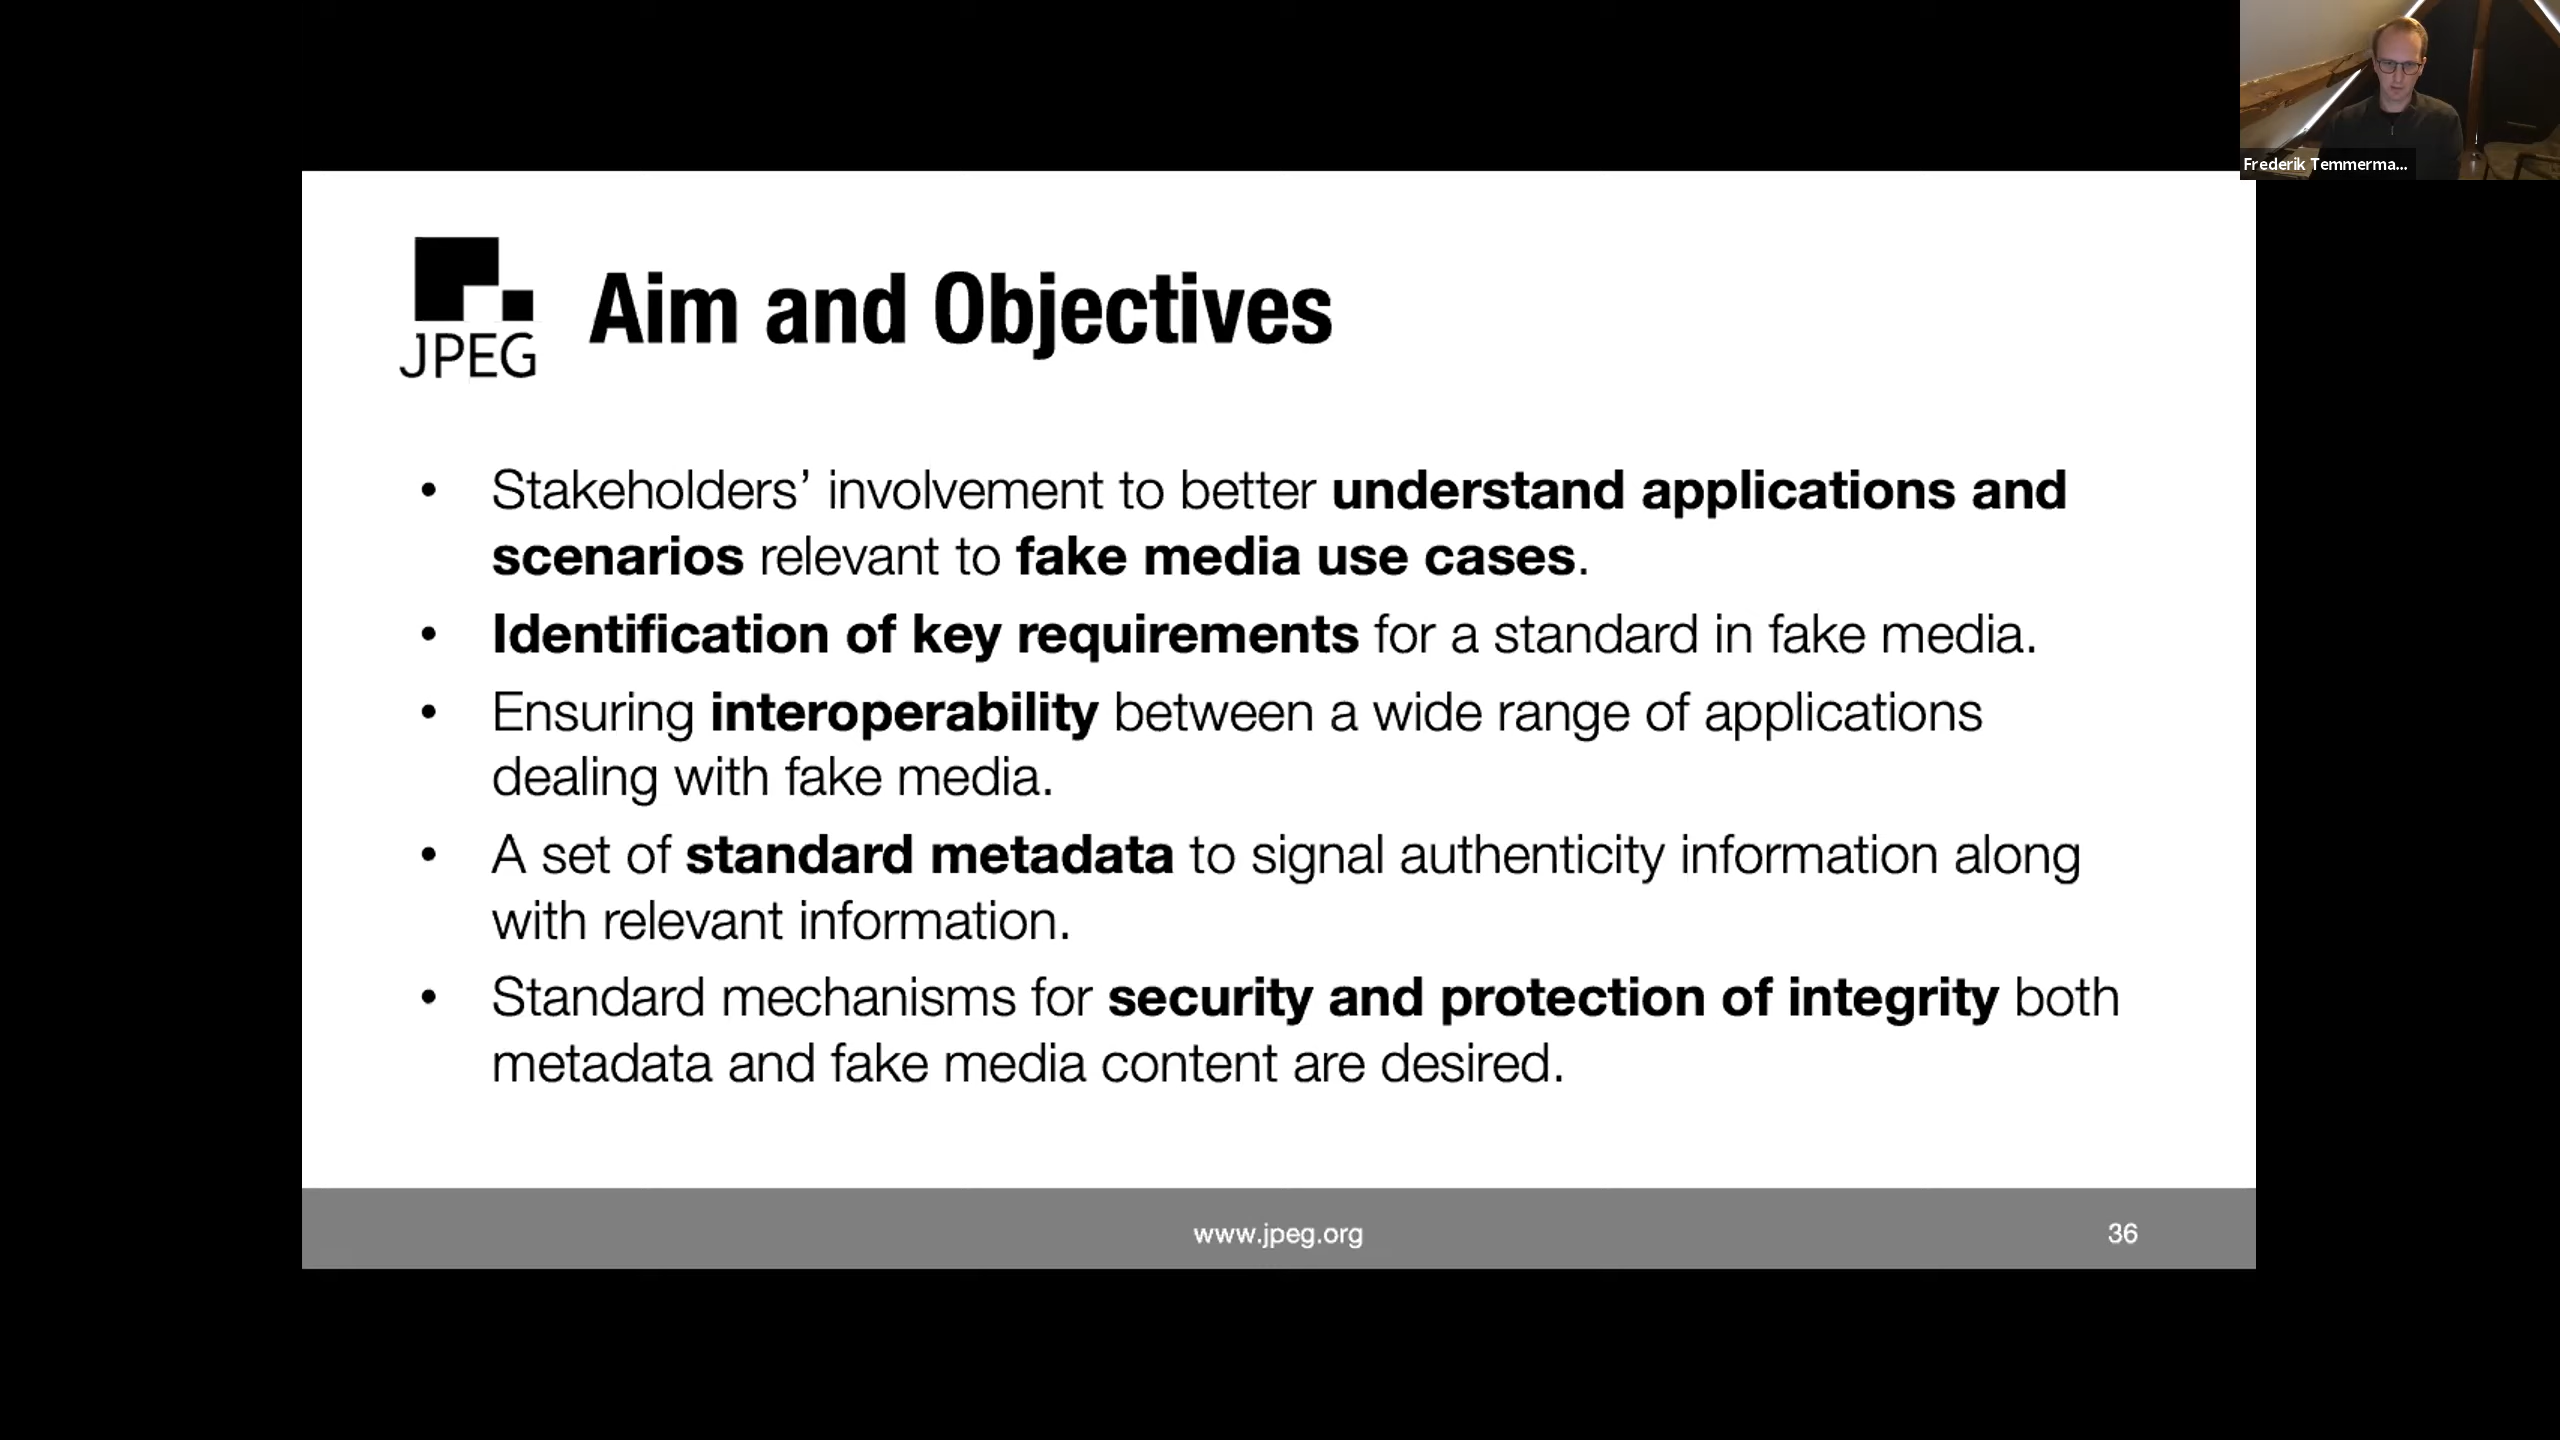 Frederik Temmerma...
JPEG
Aim and Objectives
• Stakeholders’ involvement to better understand applications and
scenarios relevant to fake media use cases.
• Identification of key requirements for a standard in fake media.
• Ensuring interoperability between a wide range of applications
dealing with fake media.
• A set of standard metadata to signal authenticity information along
with relevant information.
• Standard mechanisms for security and protection of integrity both
metadata and fake media content are desired.
www.jpeg.org
36